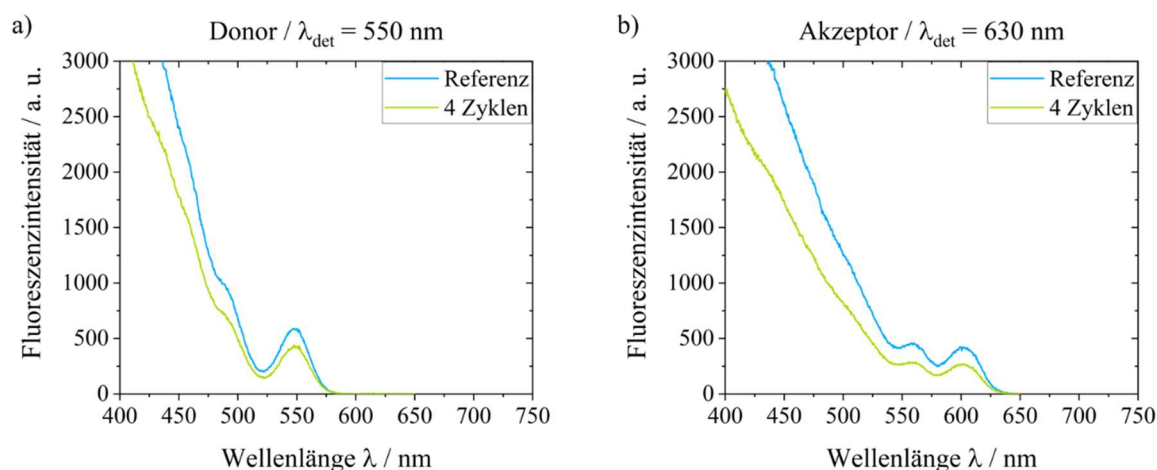 a)
Donor / λdet = 550 nm
Fluoreszenzintensität / a. u.
3000
2500
2000
1500
1000
500
0
Referenz
4 Zyklen
400 450 500 550 600 650 700 750
Wellenlänge λ / nm
b)
Akzeptor / λdet = 630 nm
Fluoreszenzintensität / a. u.
3000
2500
2000
1500
1000
500
0
Referenz
4 Zyklen
400 450 500 550 600 650 700 750
Wellenlänge λ / nm